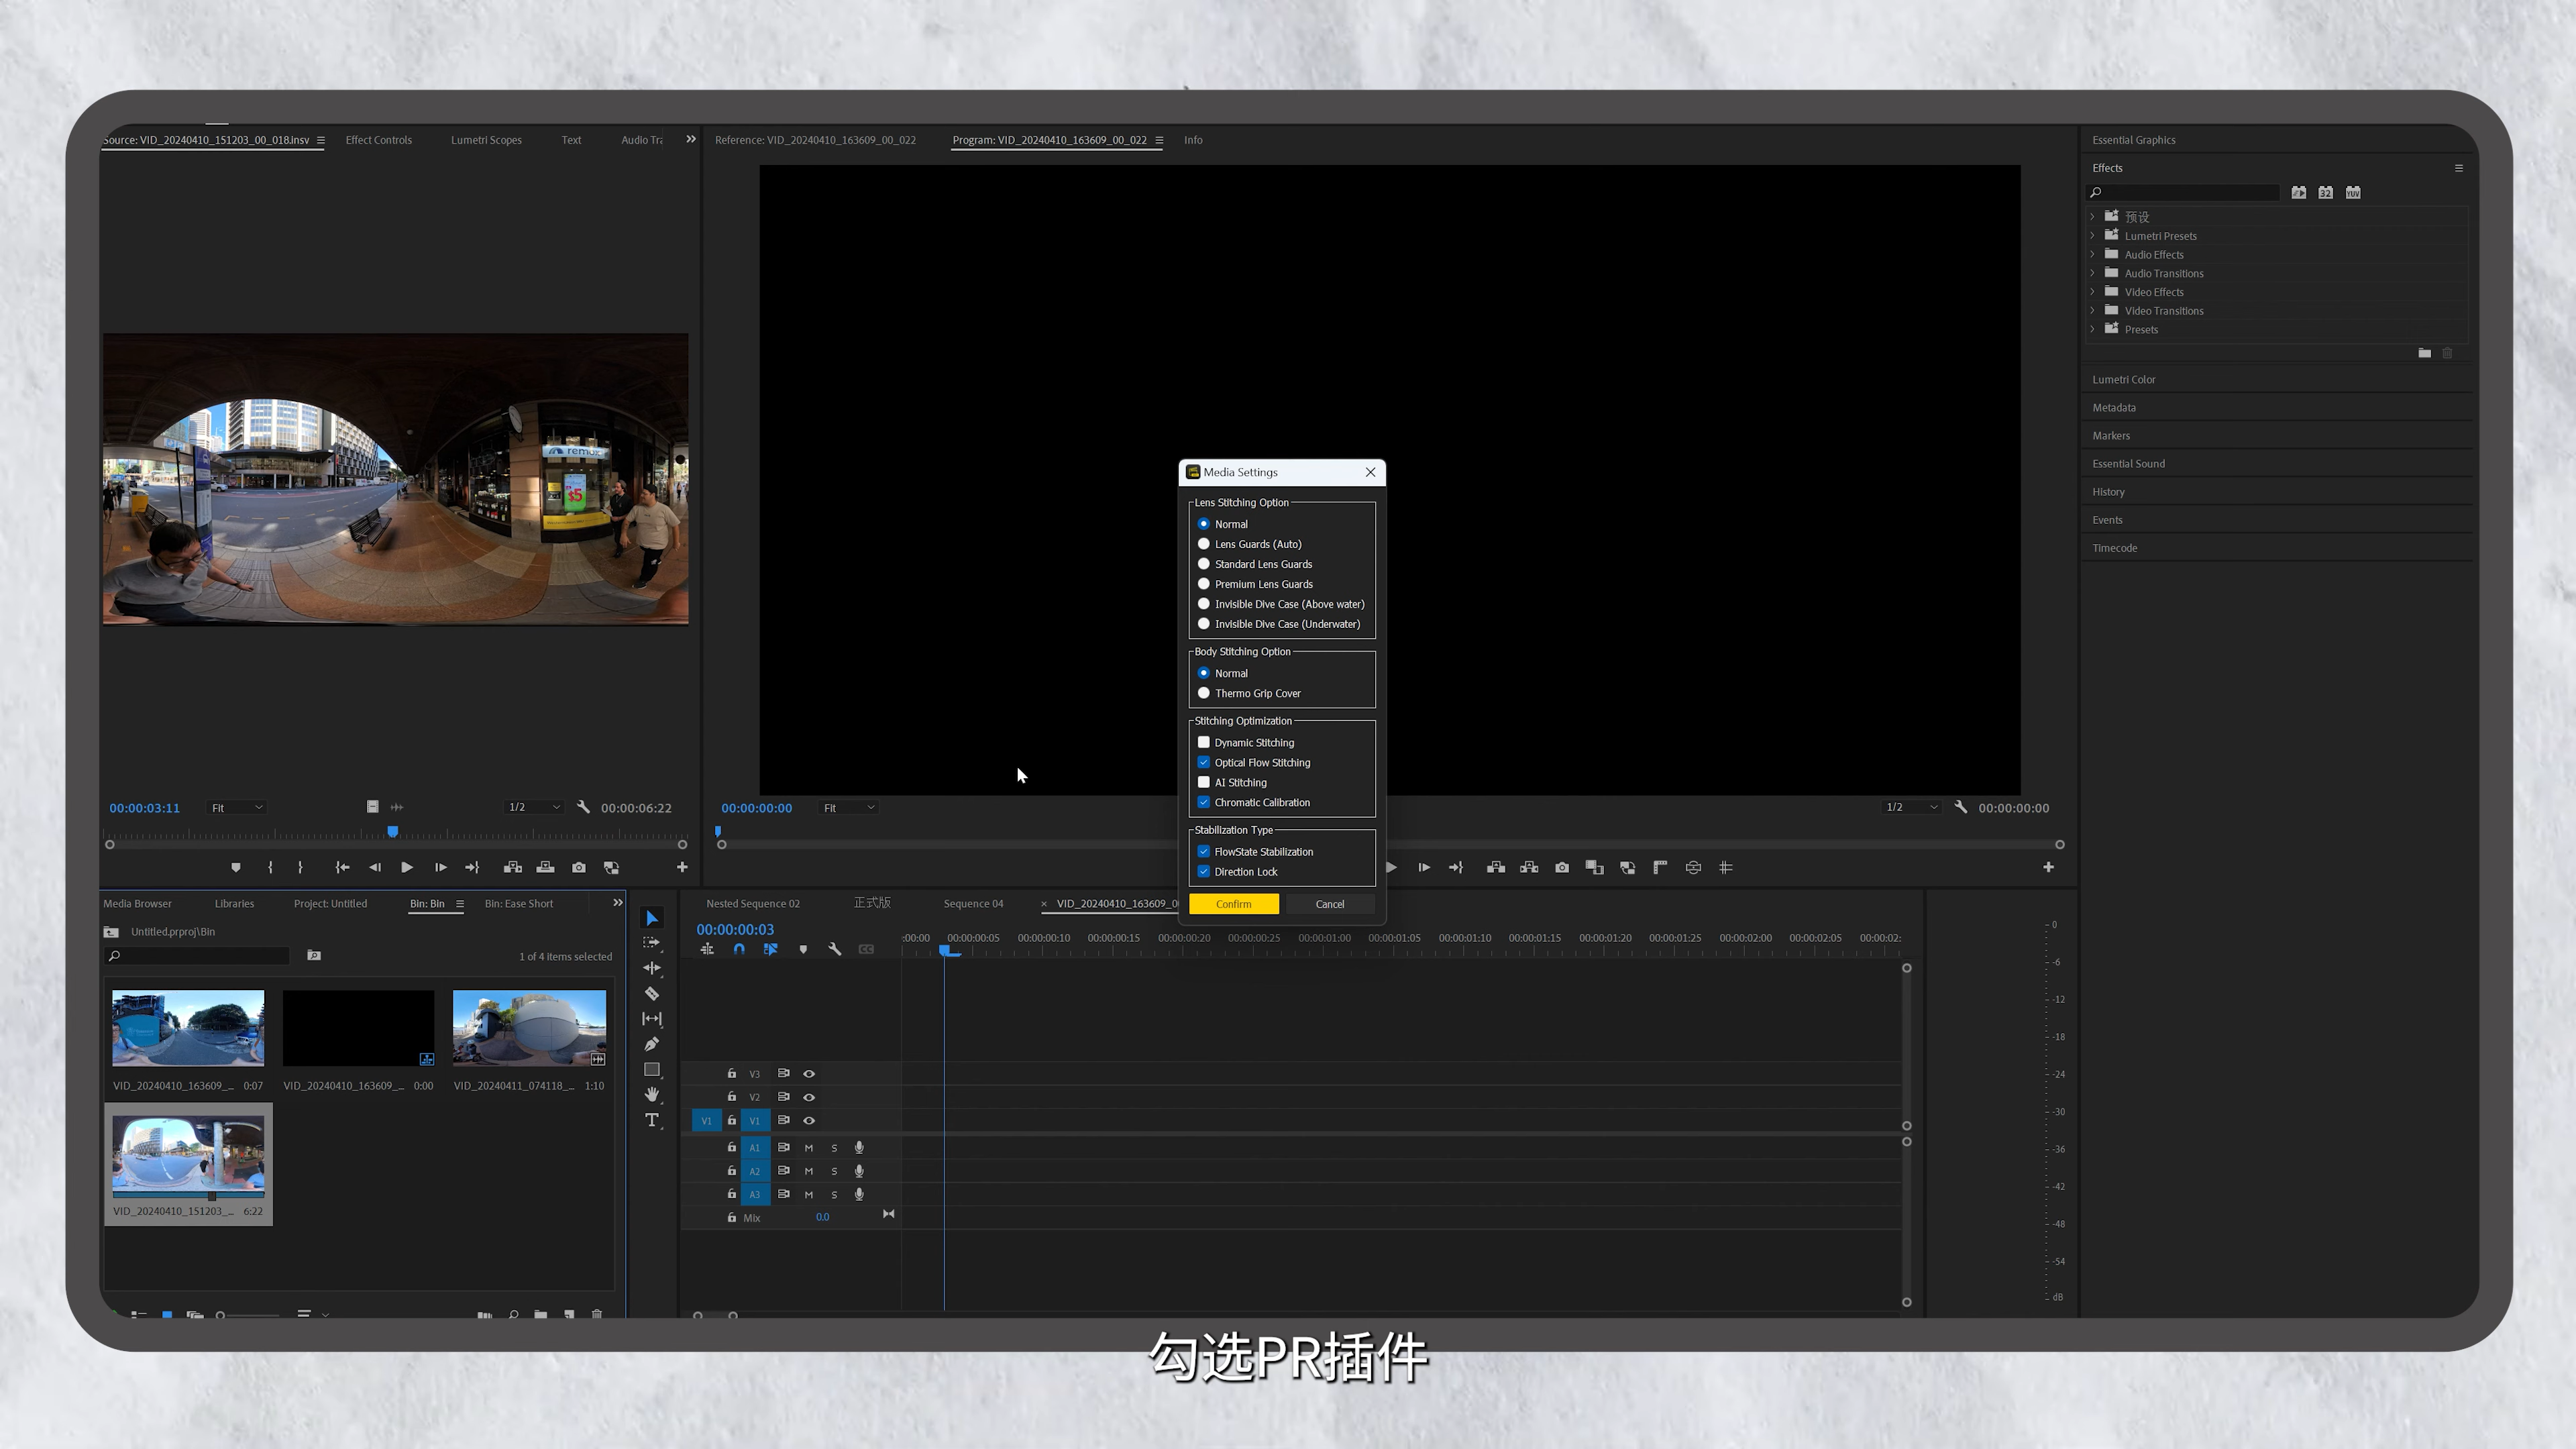 Source: VID_20240410_151203_00_018.insv
Effect Controls
Lumetri Scopes
Text
Audio Tra
Reference: VID_20240410_163609_00_022
Program: VID_20240410_163609_00_022
Info
Essential Graphics
Effects
32
YUV
预设
Lumetri Presets
Audio Effects
Audio Transitions
Video Effects
Video Transitions
Presets
Lumetri Color
Metadata
Markers
Essential Sound
History
Events
Timecode
remax
$5
Media Settings
Lens Stitching Option
Normal
Lens Guards (Auto)
Standard Lens Guards
Premium Lens Guards
Invisible Dive Case (Above water)
Invisible Dive Case (Underwater)
Body Stitching Option
Normal
Thermo Grip Cover
Stitching Optimization
Dynamic Stitching
Optical Flow Stitching
AI Stitching
Chromatic Calibration
Stabilization Type
FlowState Stabilization
Direction Lock
Confirm
Cancel
00:00:03:11
Fit
1/2
00:00:06:22
00:00:00:00
Fit
1/2
00:00:00:00
Media Browser
Libraries
Project: Untitled
Bin: Bin
Bin: Ease Short
Untitled.prproj\Bin
1 of 4 items selected
VID_20240410_163609_... 0:07
VID_20240410_163609_... 0:00
VID_20240411_074118_... 1:10
VID_20240410_151203_... 6:22
Nested Sequence 02
正式版
Sequence 04
× VID_20240410_163609_0
00:00:00:03
:00:00 00:00:00:05 00:00:00:10 00:00:00:15 00:00:00:20 00:00:00:25 00:00:01:00 00:00:01:05 00:00:01:10 00:00:01:15 00:00:01:20 00:00:01:25 00:00:02:00 00:00:02:05 00:00:02:
V3
V2
V1 V1
A1 M S
A2 M S
A3 M S
Mix 0.0
0
-6
-12
-18
-24
-30
-36
-42
-48
-54
dB
勾选PR插件